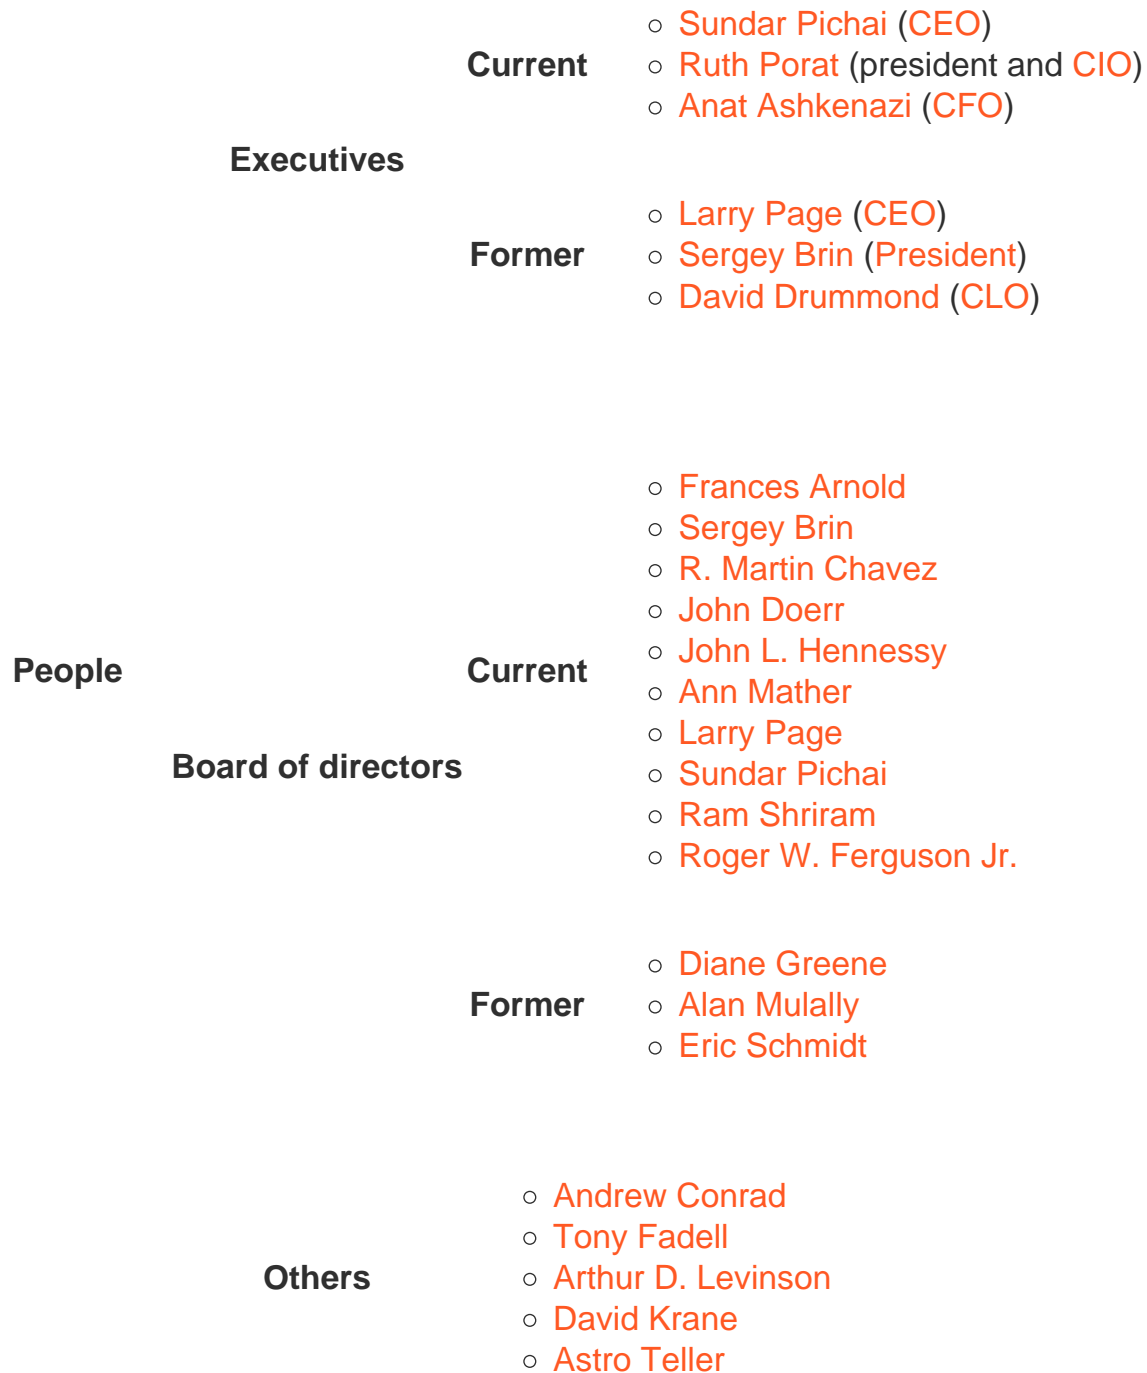 People
Executives
Current
Sundar Pichai (CEO)
Ruth Porat (president and CIO)
Anat Ashkenazi (CFO)
Former
Larry Page (CEO)
Sergey Brin (President)
David Drummond (CLO)
Board of directors
Current
Frances Arnold
Sergey Brin
R. Martin Chavez
John Doerr
John L. Hennessy
Ann Mather
Larry Page
Sundar Pichai
Ram Shriram
Roger W. Ferguson Jr.
Former
Diane Greene
Alan Mulally
Eric Schmidt
Others
Andrew Conrad
Tony Fadell
Arthur D. Levinson
David Krane
Astro Teller